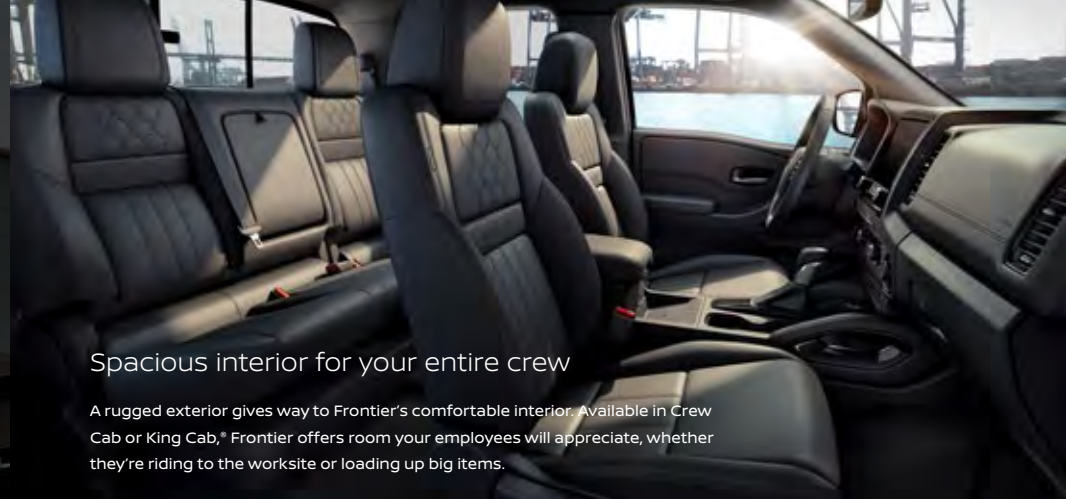 Spacious interior for your entire crew
A rugged exterior gives way to Frontier’s comfortable interior. Available in Crew
Cab or King Cab,® Frontier offers room your employees will appreciate, whether
they’re riding to the worksite or loading up big items.